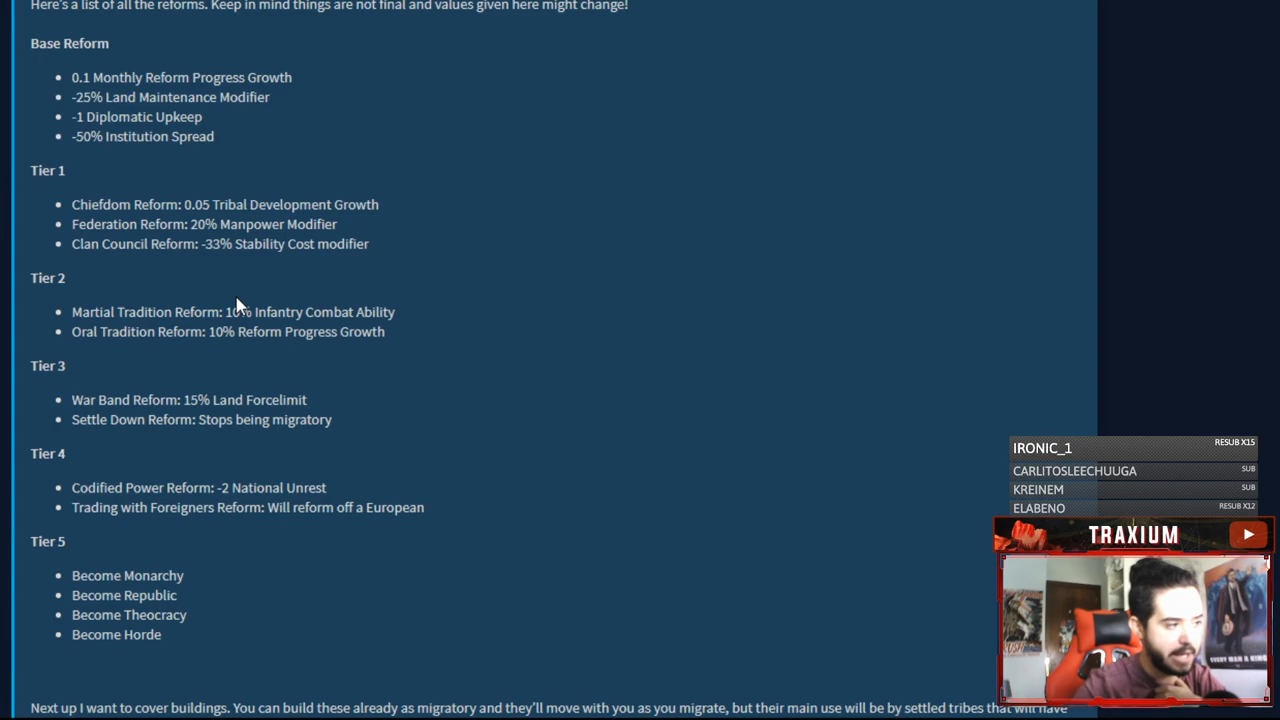 Here's a list of all the reforms. Keep in mind things are not final and values given here might change!
Base Reform
0.1 Monthly Reform Progress Growth
-25% Land Maintenance Modifier
-1 Diplomatic Upkeep
-50% Institution Spread
Tier 1
Chiefdom Reform: 0.05 Tribal Development Growth
Federation Reform: 20% Manpower Modifier
Clan Council Reform: -33% Stability Cost modifier
Tier 2
Martial Tradition Reform: 10% Infantry Combat Ability
Oral Tradition Reform: 10% Reform Progress Growth
Tier 3
War Band Reform: 15% Land Forcelimit
Settle Down Reform: Stops being migratory
Tier 4
Codified Power Reform: -2 National Unrest
Trading with Foreigners Reform: Will reform off a European
Tier 5
Become Monarchy
Become Republic
Become Theocracy
Become Horde
Next up I want to cover buildings. You can build these already as migratory and they'll move with you as you migrate, but their main use will be by settled tribes that will have
IRONIC_1 RESUB X15
CARLITOSLEECHUUGA SUB
KREINEM SUB
ELABENO RESUB X12
TRAXIUM
EVERY MAN A KING